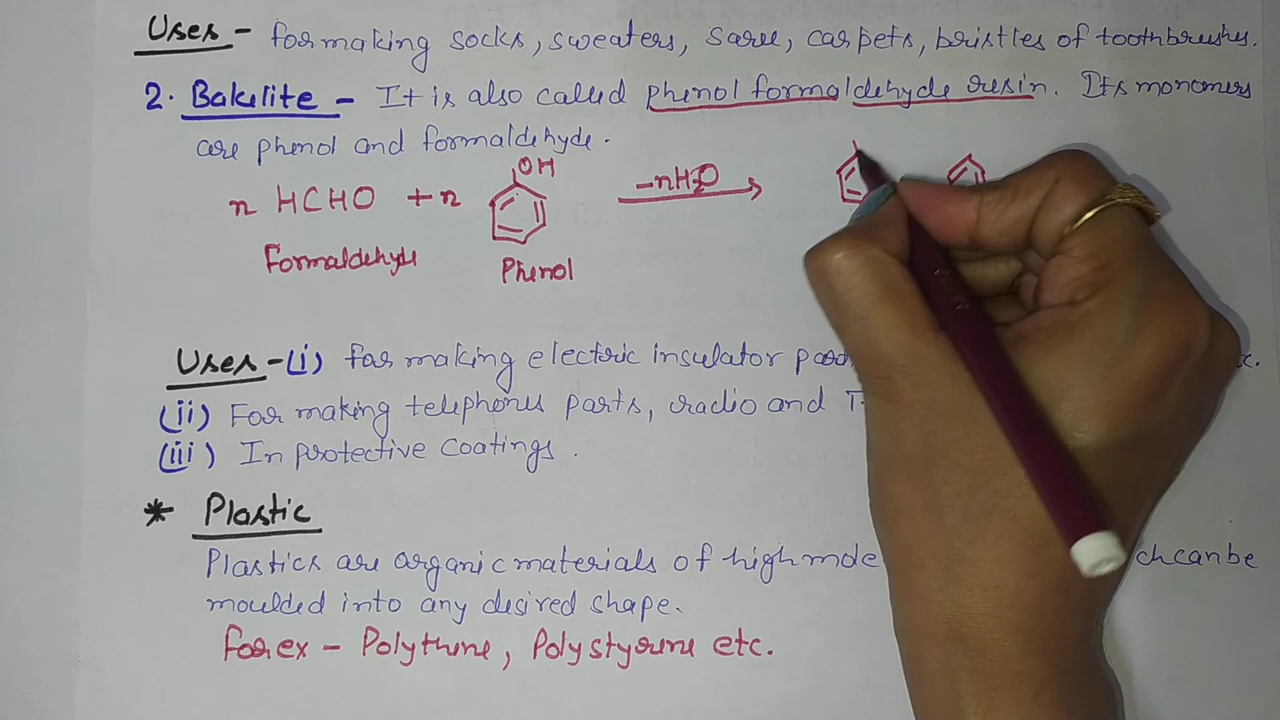 Uses - for making socks, sweaters, saree, carpets, bristles of toothbrushes.
2. Bakelite - It is also called phenol formaldehyde resin. Its monomers
are phenol and formaldehyde.
OH
n HCHO + n -nH2O
Formaldehyde Phenol
Uses - (i) for making electric insulator
(ii) For making telephones parts, radio and T.
(iii) In protective coatings.
* Plastic
Plastics are organic materials of high can be
moulded into any desired shape.
for ex - Polythene, Polystyrene etc.